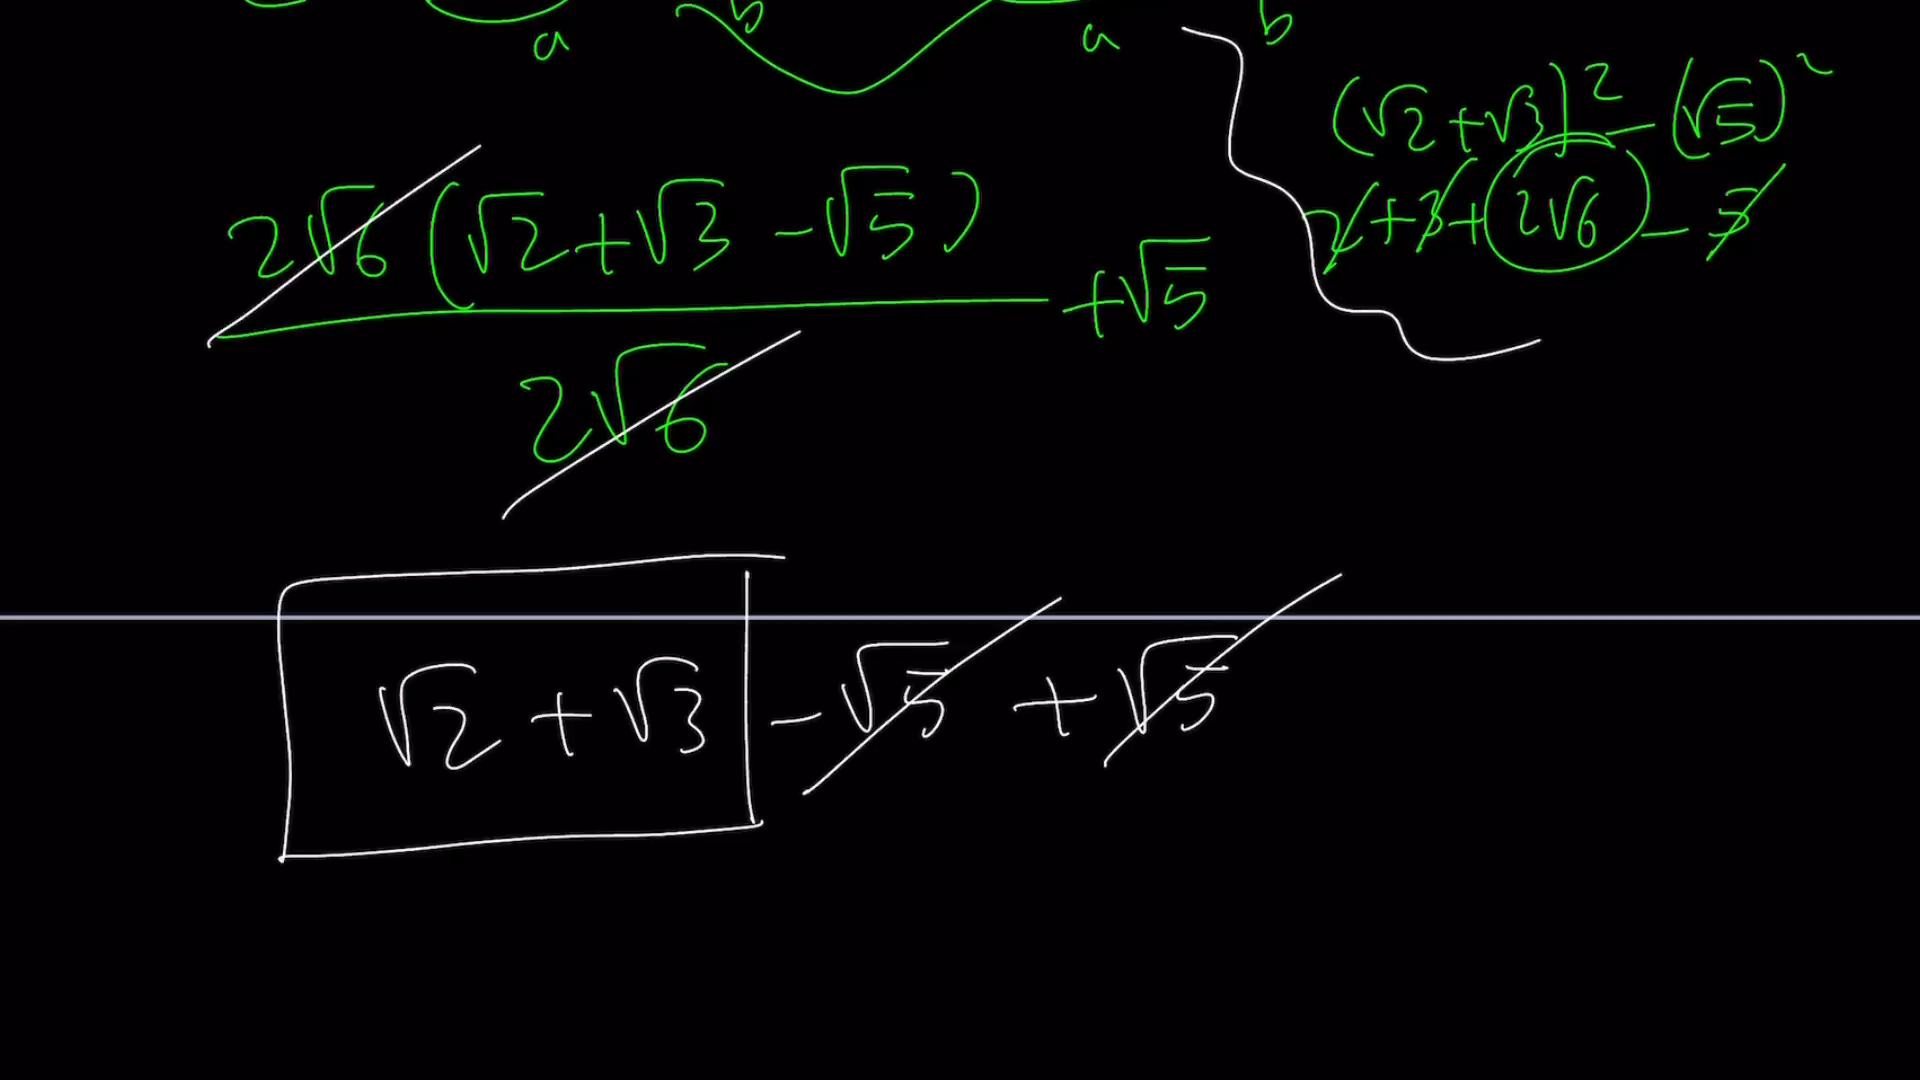 a b a b
(√2+√3)² - (√5)²
2+3+2√6 - 5
2√6(√2+√3 -√5)
+√5
2√6
√2 + √3 - √5 + √5